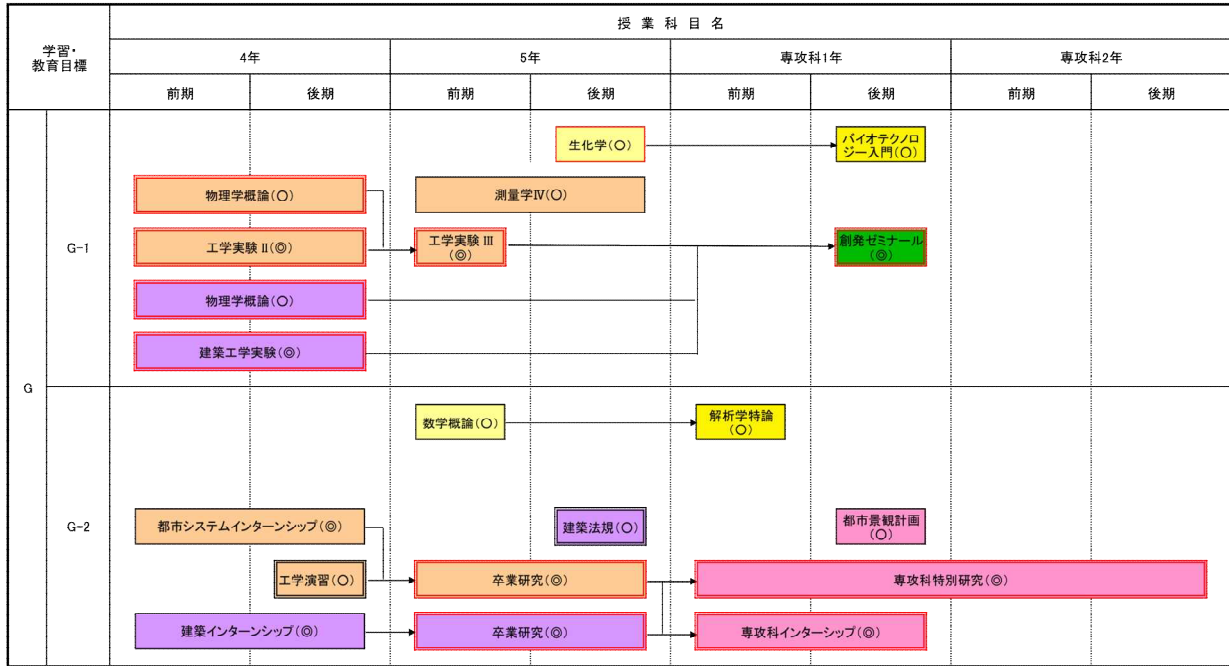 授 業 科 目 名
学習・
教育目標
4年
5年
専攻科1年
専攻科2年
前期
後期
前期
後期
前期
後期
前期
後期
G
G-1
生化学(○)
バイオテクノロ
ジー入門(○)
物理学概論(○)
測量学Ⅳ(○)
工学実験Ⅱ(◎)
工学実験Ⅲ
(◎)
創発ゼミナール
(◎)
物理学概論(○)
建築工学実験(◎)
G-2
数学概論(○)
解析学特論
(○)
都市システムインターンシップ(◎)
建築法規(○)
都市景観計画
(○)
工学演習(○)
卒業研究(◎)
専攻科特別研究(◎)
建築インターンシップ(◎)
卒業研究(◎)
専攻科インターシップ(◎)